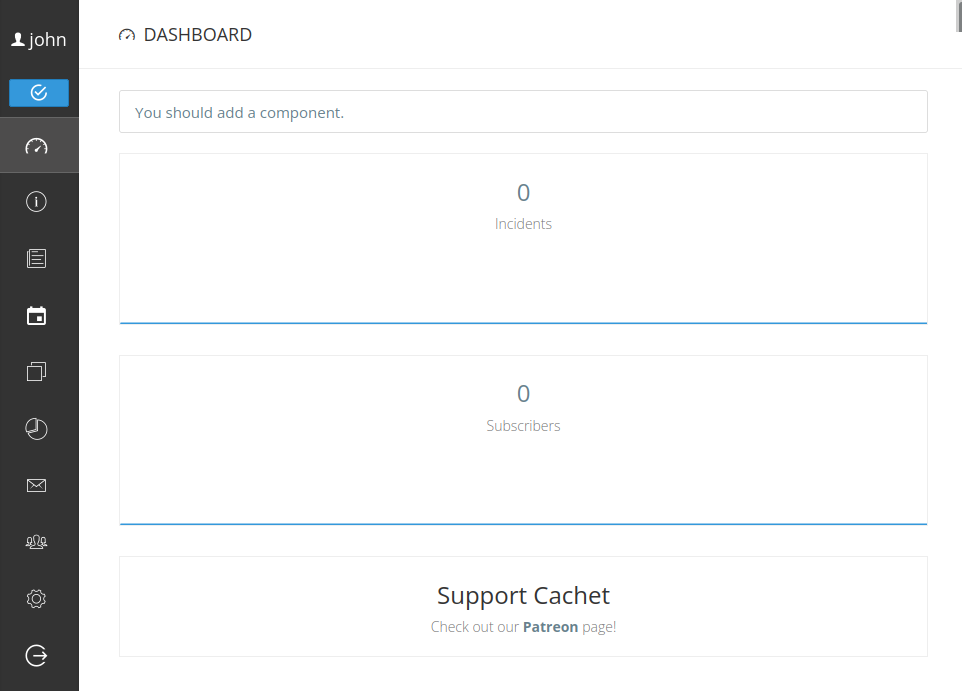 john
DASHBOARD
You should add a component.
0
Incidents
0
Subscribers
Support Cachet
Check out our Patreon page!